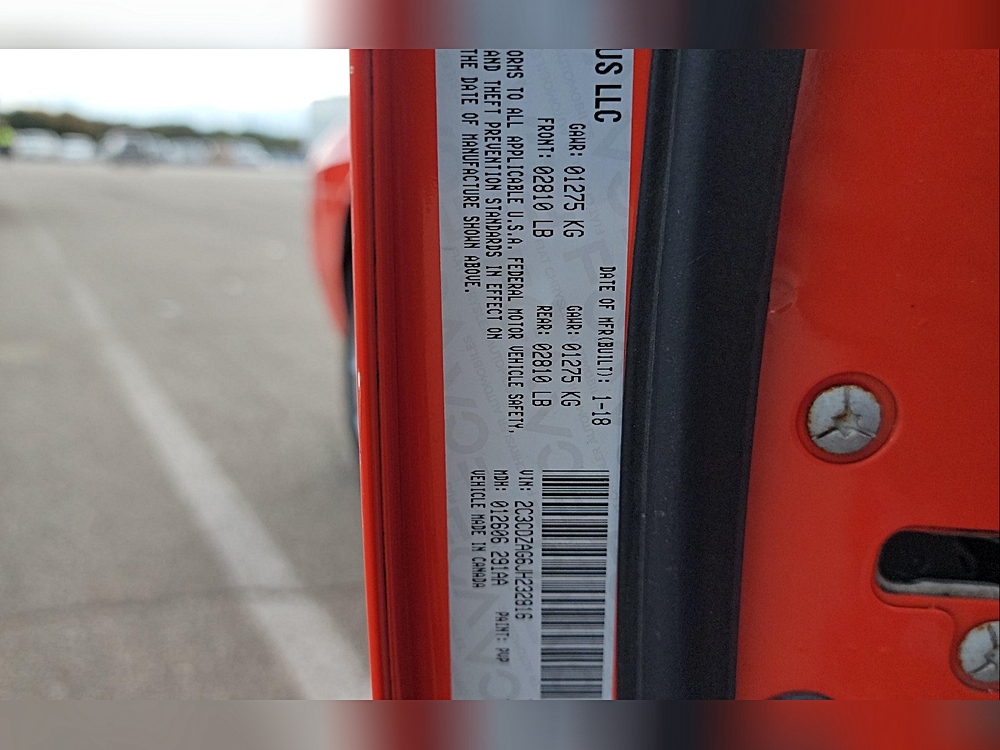 US LLC
DATE OF MFR(BUILT): 1-18
GAWR: 01275 KG GAWR: 01275 KG
FRONT: 02810 LB REAR: 02810 LB
ORMS TO ALL APPLICABLE U.S.A. FEDERAL MOTOR VEHICLE SAFETY,
AND THEFT PREVENTION STANDARDS IN EFFECT ON
THE DATE OF MANUFACTURE SHOWN ABOVE.
VIN: 2C3CDZAG6JH232816
MDH: 012606 291AA PAINT: PVP
VEHICLE MADE IN CANADA